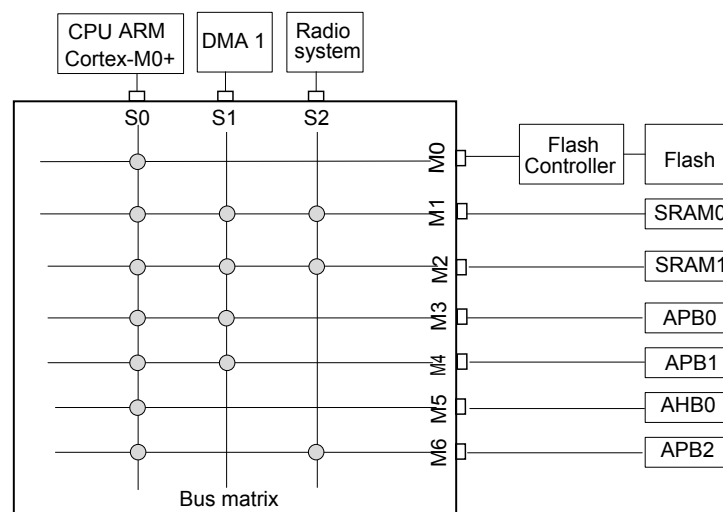 CPU ARM
Cortex-M0+
DMA 1
Radio
system
S0
S1
S2
M0
Flash
Controller
Flash
M1
SRAM0
M2
SRAM1
M3
APB0
M4
APB1
M5
AHB0
M6
APB2
Bus matrix